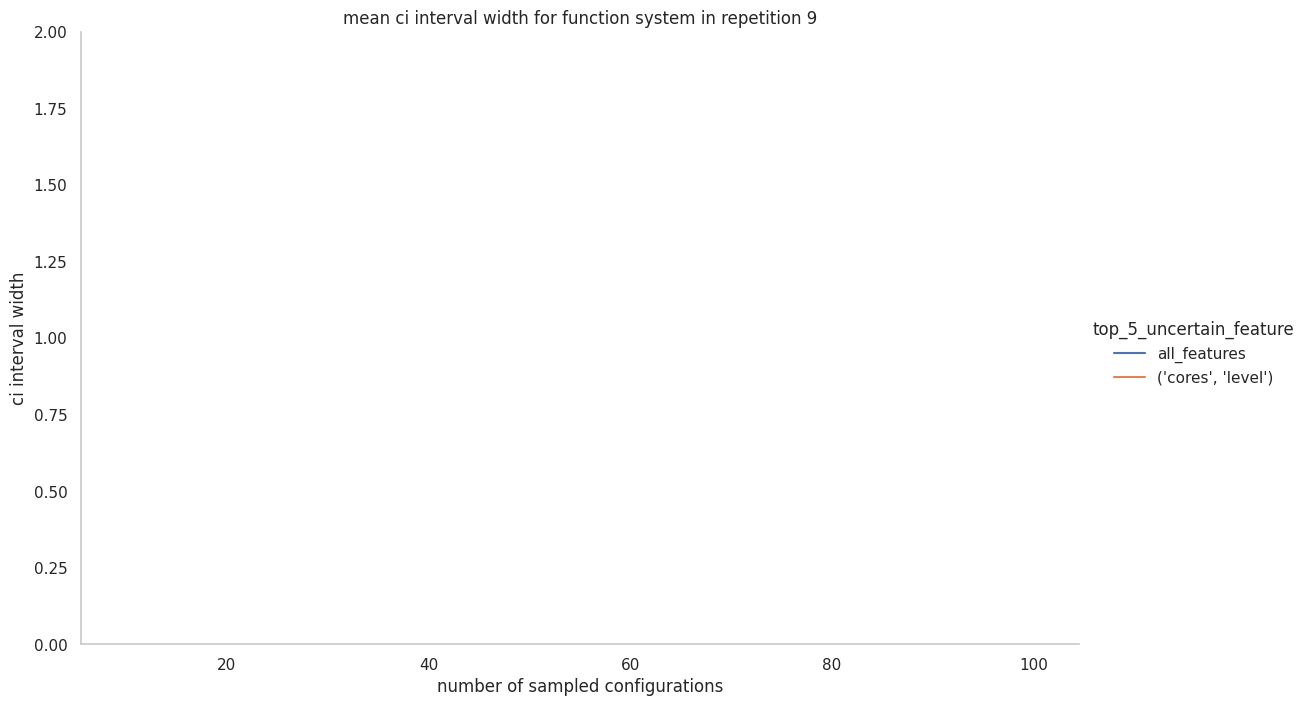 mean ci interval width for function system in repetition 9
2.00
1.75
1.50
1.25
1.00
0.75
0.50
0.25
0.00
ci interval width
20 40 60 80 100
number of sampled configurations
top_5_uncertain_feature
all_features
('cores', 'level')